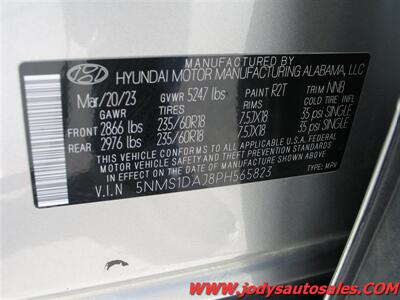 MANUFACTURED BY
HYUNDAI MOTOR MANUFACTURING ALABAMA, LLC
Mar/20/23 GVWR 5247 lbs PAINT R2T TRIM NNB
GAWR TIRES RIMS COLD TIRE INFL.
FRONT 2866 lbs 235/60R18 7.5JX18 35 psi SINGLE
REAR 2976 lbs 235/60R18 7.5JX18 35 psi SINGLE
THIS VEHICLE CONFORMS TO ALL APPLICABLE U.S.A. FEDERAL
MOTOR VEHICLE SAFETY STANDARDS IN EFFECT ON
THE DATE OF MANUFACTURE SHOWN ABOVE.
V.I.N 5NMS1DAJ8PH565823 TYPE: MPV
www.jodysautosales.com